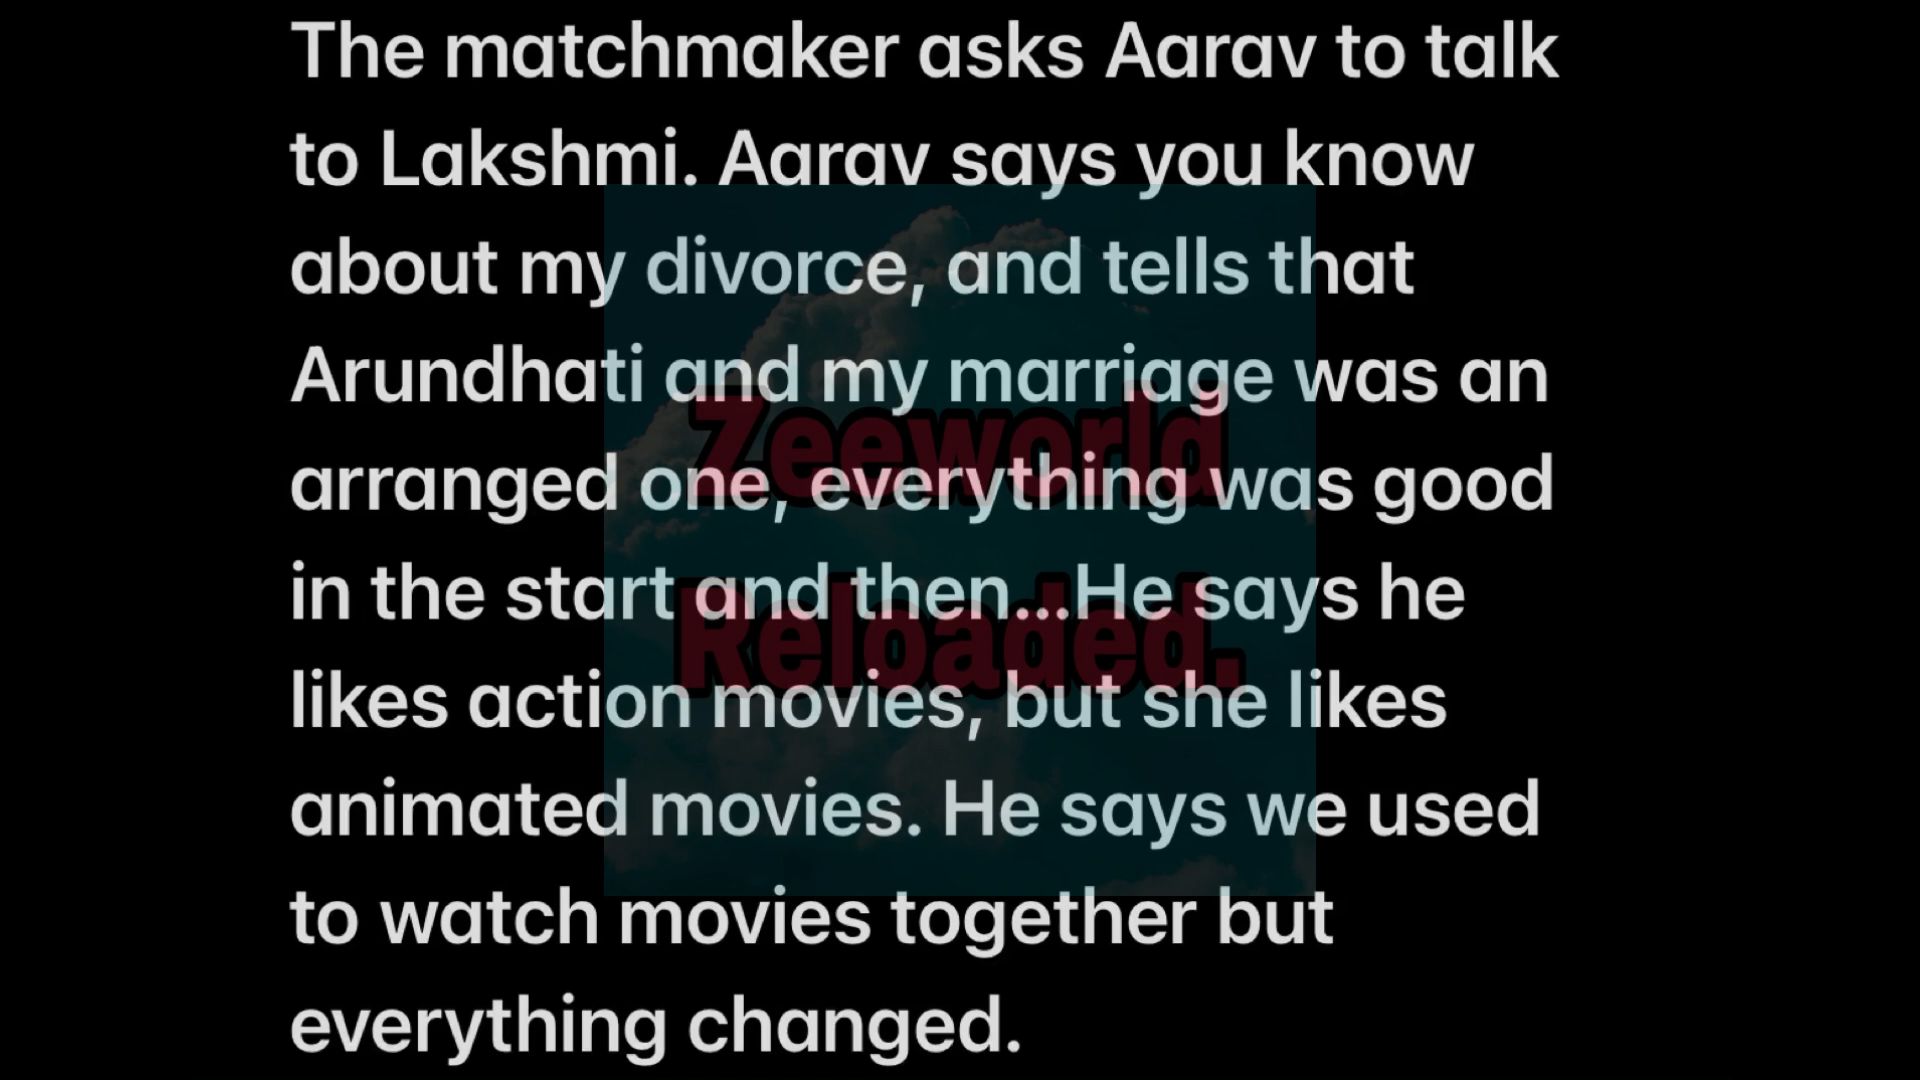 The matchmaker asks Aarav to talk
to Lakshmi. Aarav says you know
about my divorce, and tells that
Arundhati and my marriage was an
arranged one, everything was good
in the start and then...He says he
likes action movies, but she likes
animated movies. He says we used
to watch movies together but
everything changed.
Zeeworld
Reloaded.